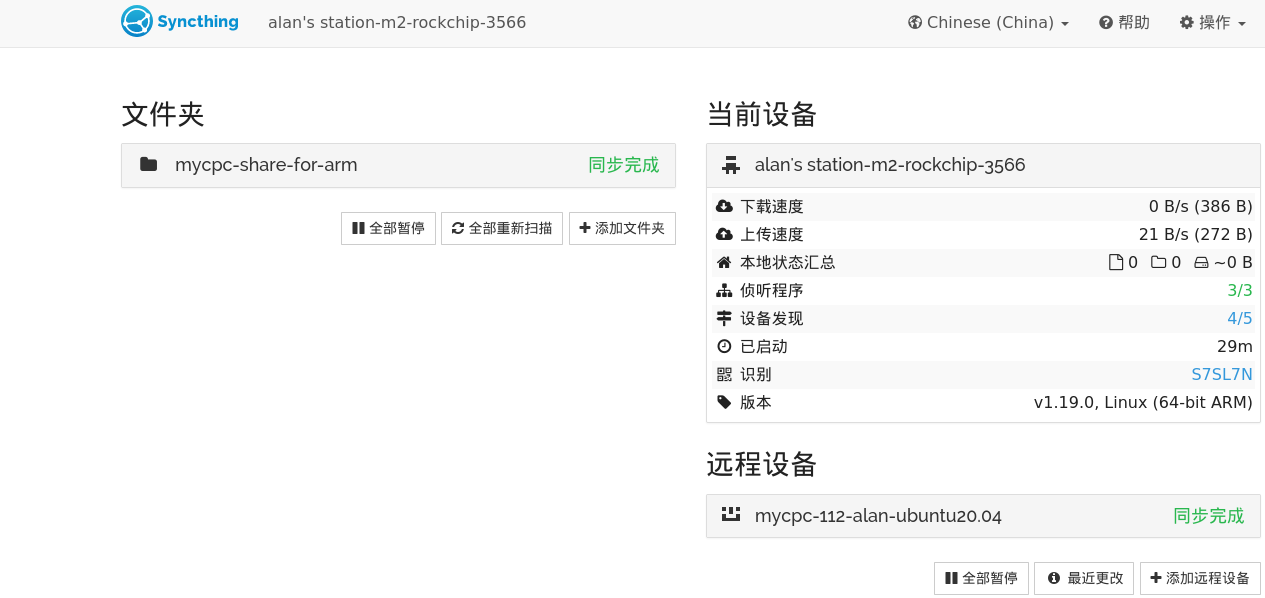 Syncthing alan's station-m2-rockchip-3566 Chinese (China) 帮助 操作
文件夹
mycpc-share-for-arm 同步完成
全部暂停 全部重新扫描 添加文件夹
当前设备
alan's station-m2-rockchip-3566
下载速度 0 B/s (386 B)
上传速度 21 B/s (272 B)
本地状态汇总 0 0 ~0 B
侦听程序 3/3
设备发现 4/5
已启动 29m
识别 S7SL7N
版本 v1.19.0, Linux (64-bit ARM)
远程设备
mycpc-112-alan-ubuntu20.04 同步完成
全部暂停 最近更改 添加远程设备